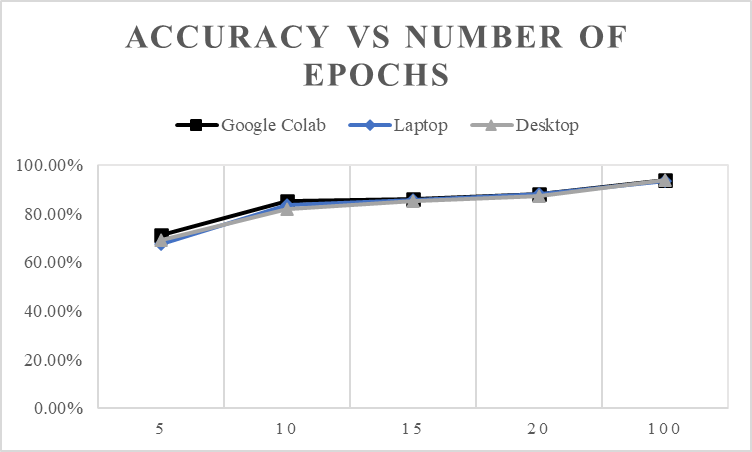 ACCURACY VS NUMBER OF
EPOCHS
Google Colab Laptop Desktop
100.00%
80.00%
60.00%
40.00%
20.00%
0.00%
5 10 15 20 100